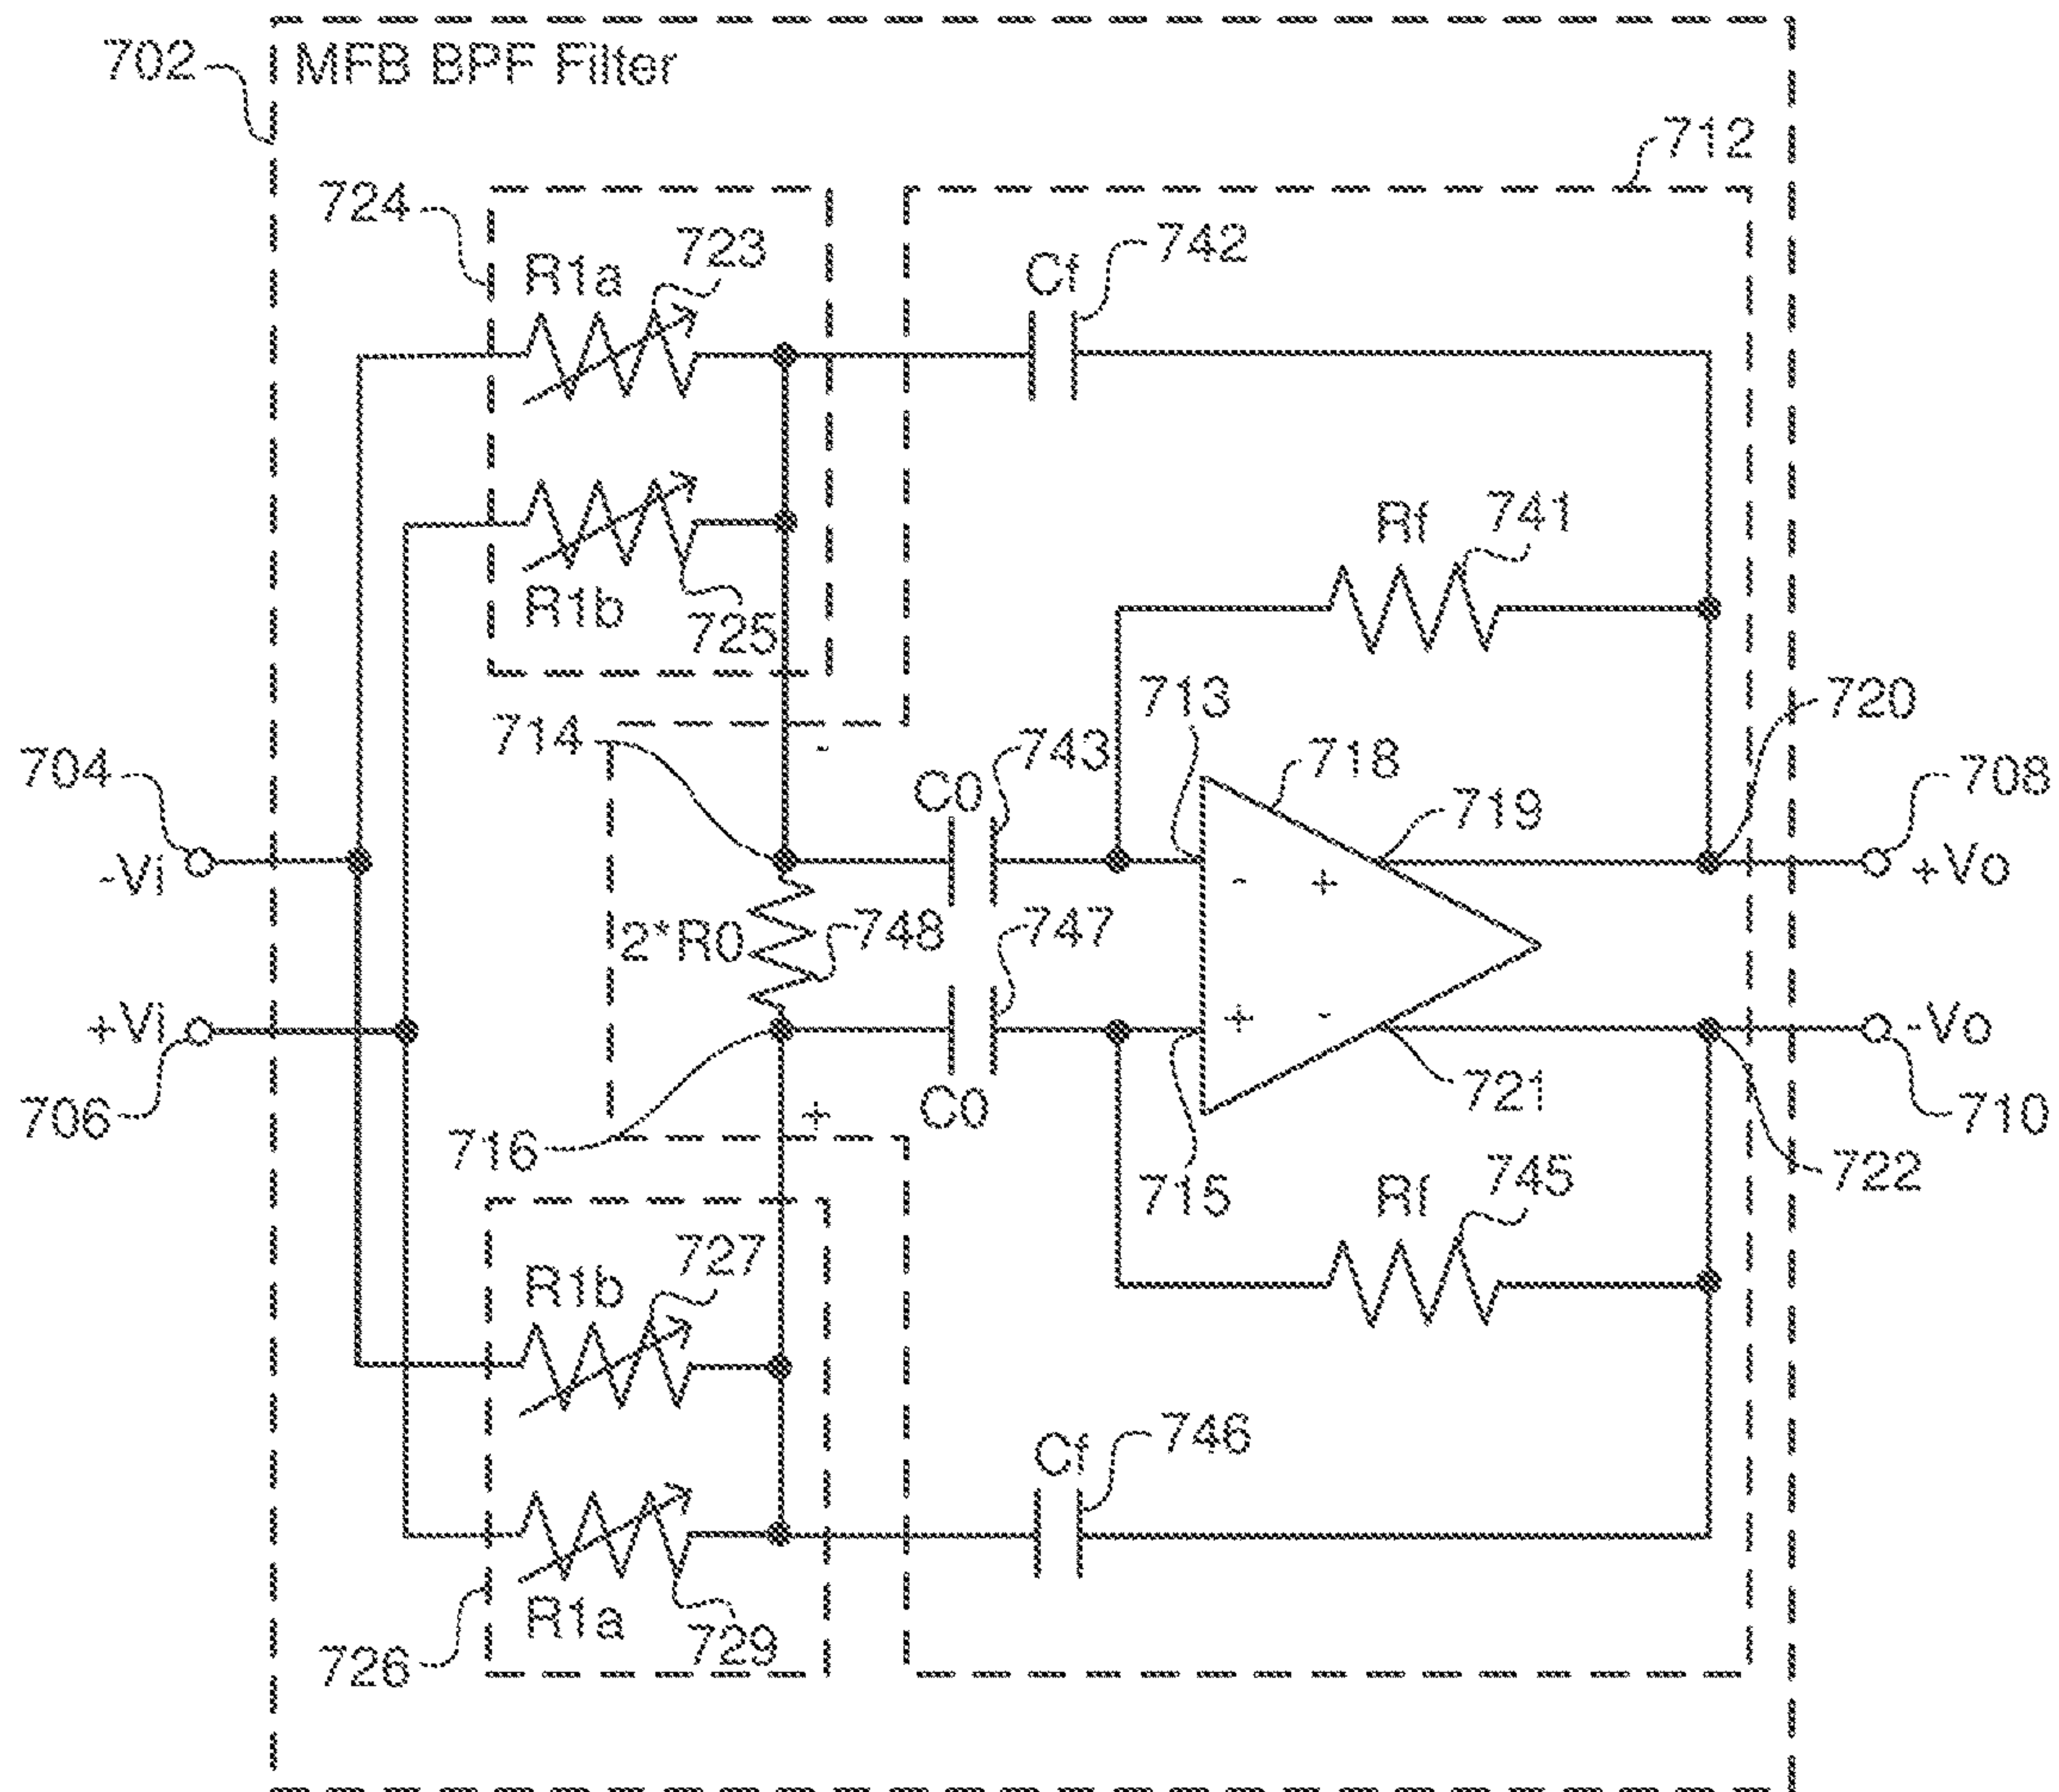 702
MFB BPF Filter
712
724
723
742
R1a
Cf
741
Rf
R1b
725
713
720
714
-
743
718
704
C0
719
708
-Vi
- +
+Vo
2*R0
748
747
+Vi
+ -
-Vo
706
+
C0
721
710
716
715
745
722
Rf
727
R1b
746
Cf
R1a
729
726